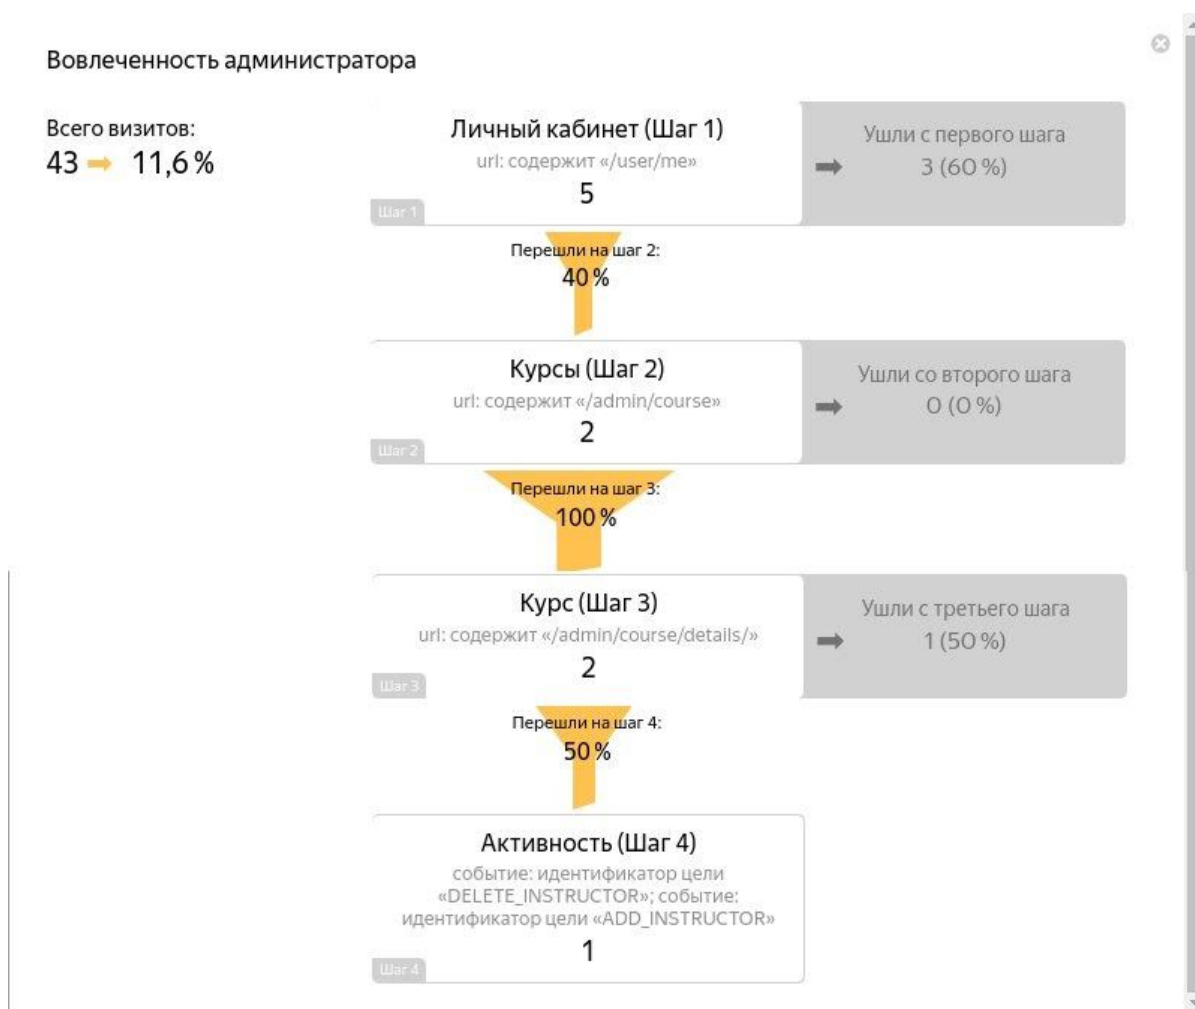 Вовлеченность администратора
Всего визитов:
43 → 11,6 %
Личный кабинет (Шаг 1)
url: содержит «/user/me»
5
Шаг 1
Ушли с первого шага
3 (60 %)
Перешли на шаг 2:
40 %
Курсы (Шаг 2)
url: содержит «/admin/course»
2
Шаг 2
Ушли со второго шага
0 (0 %)
Перешли на шаг 3:
100 %
Курс (Шаг 3)
url: содержит «/admin/course/details/»
2
Шаг 3
Ушли с третьего шага
1 (50 %)
Перешли на шаг 4:
50 %
Активность (Шаг 4)
событие: идентификатор цели
«DELETE_INSTRUCTOR»; событие:
идентификатор цели «ADD_INSTRUCTOR»
1
Шаг 4